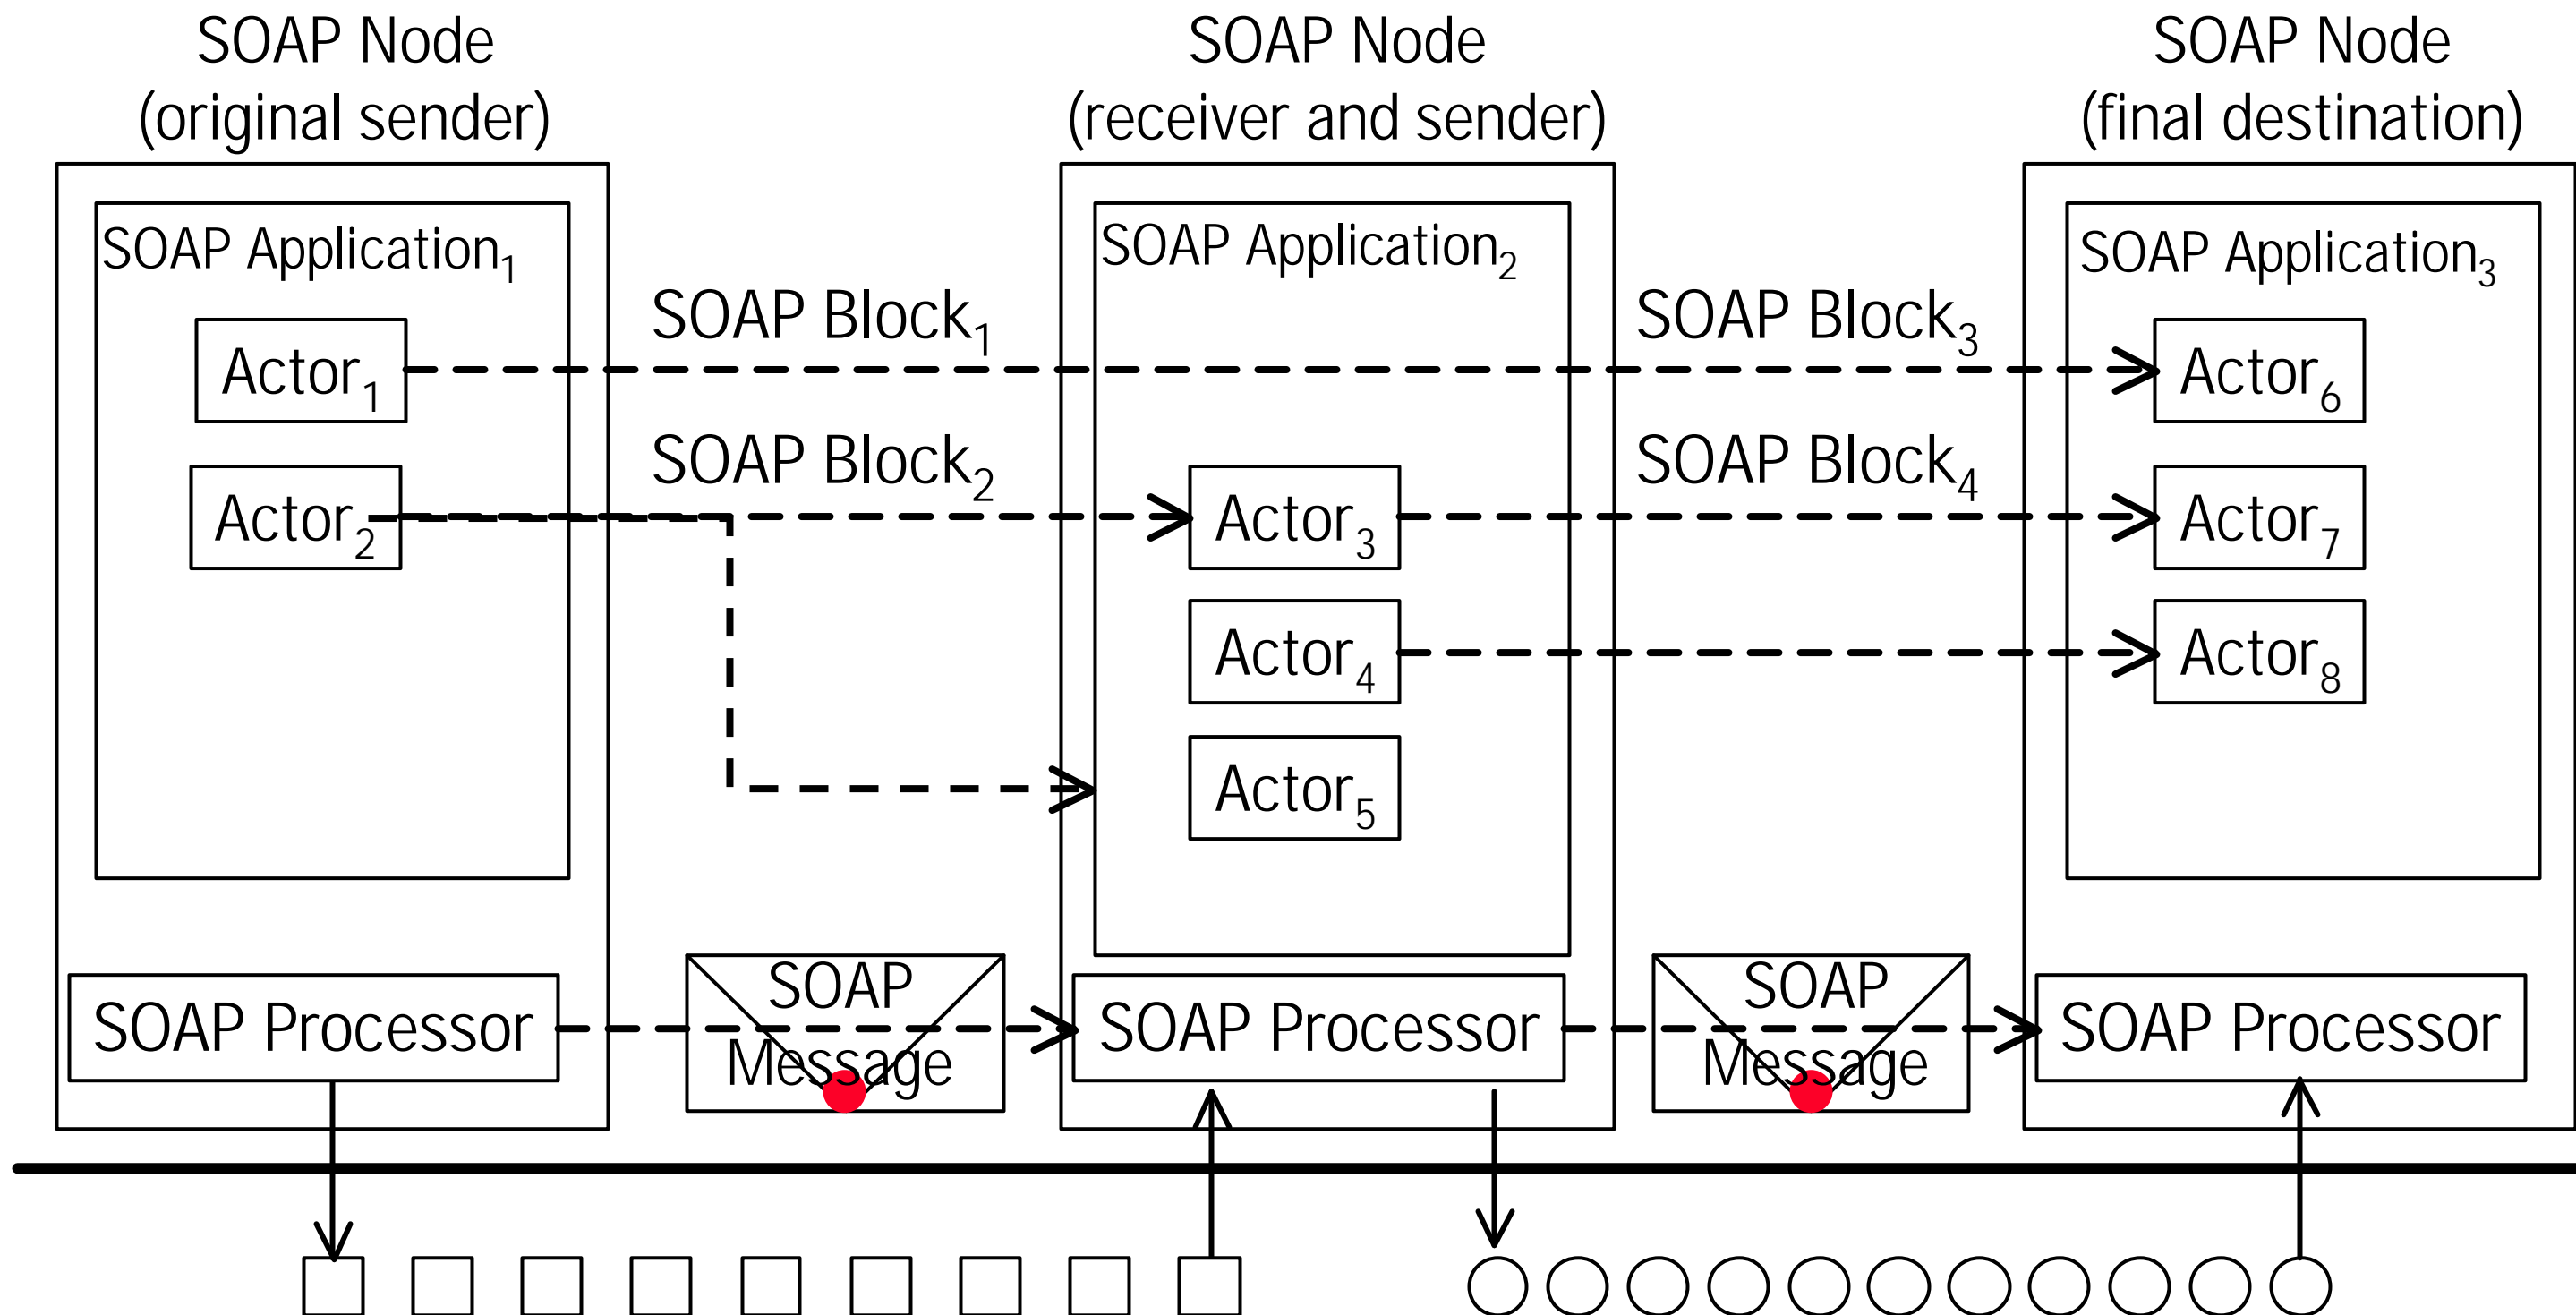 SOAP Node
(original sender)
SOAP Node
(receiver and sender)
SOAP Node
(final destination)
SOAP Application₁
SOAP Application₂
SOAP Application₃
SOAP Block₁
SOAP Block₃
Actor₁
Actor₆
SOAP Block₂
SOAP Block₄
Actor₂
Actor₃
Actor₇
Actor₄
Actor₈
Actor₅
SOAP Processor
SOAP
Message
SOAP Processor
SOAP
Message
SOAP Processor